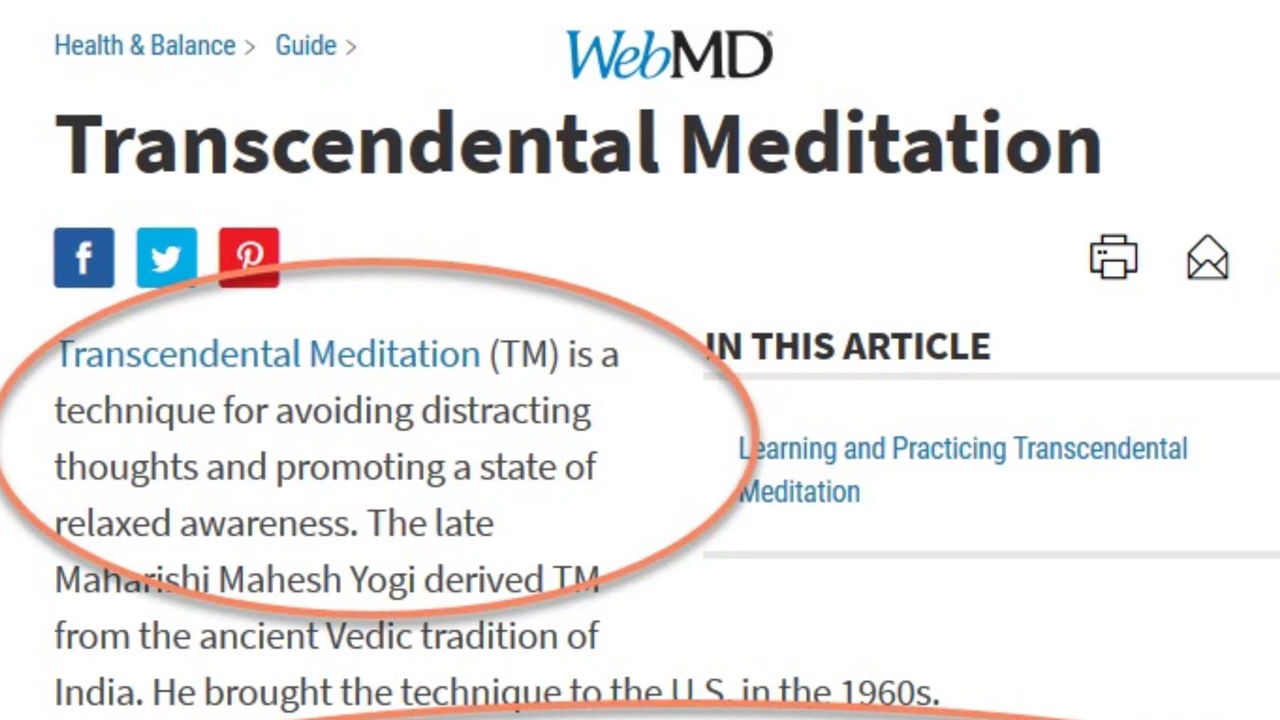 Health & Balance > Guide >
WebMD
Transcendental Meditation
Transcendental Meditation (TM) is a
technique for avoiding distracting
thoughts and promoting a state of
relaxed awareness. The late
Maharishi Mahesh Yogi derived TM
from the ancient Vedic tradition of
India. He brought the technique to the U.S. in the 1960s.
IN THIS ARTICLE
Learning and Practicing Transcendental
Meditation